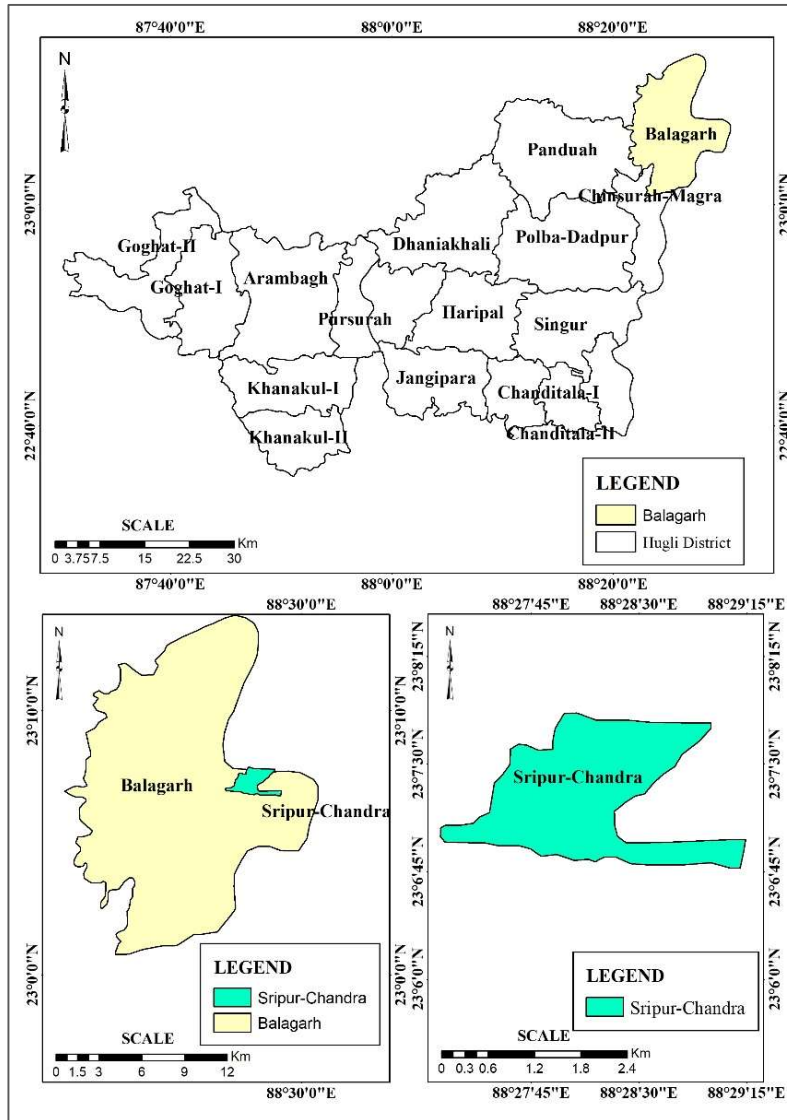 87°40'0"E 88°0'0"E 88°20'0"E
N
Balagarh
Panduah
Chinsurah-Magra
23°0'0"N 23°0'0"N
Goghat-II
Dhaniakhali
Polba-Dadpur
Goghat-I
Arambagh
Pursurah
Haripal
Singur
Khanakul-I
Jangipara
Chanditala-I
Khanakul-II
Chanditala-II
22°40'0"N 22°40'0"N
LEGEND
Balagarh
Hugli District
SCALE
Km
0 3.757.5 15 22.5 30
87°40'0"E 88°0'0"E 88°20'0"E
88°30'0"E
N
23°10'0"N 23°10'0"N
Balagarh
Sripur-Chandra
23°0'0"N 23°0'0"N
LEGEND
Sripur-Chandra
Balagarh
SCALE
Km
0 1.5 3 6 9 12
88°30'0"E
88°27'45"E 88°28'30"E 88°29'15"E
N
23°8'15"N 23°8'15"N
23°7'30"N 23°7'30"N
Sripur-Chandra
23°6'45"N 23°6'45"N
23°6'0"N 23°6'0"N
LEGEND
Sripur-Chandra
SCALE
Km
0 0.3 0.6 1.2 1.8 2.4
88°27'45"E 88°28'30"E 88°29'15"E